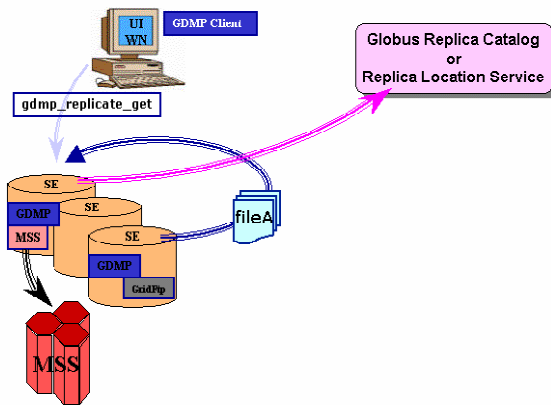 UI
WN
GDMP Client
Globus Replica Catalog
or
Replica Location Service
gdmp_replicate_get
SE
GDMP
MSS
SE
fileA
SE
GDMP
GridFtp
MSS